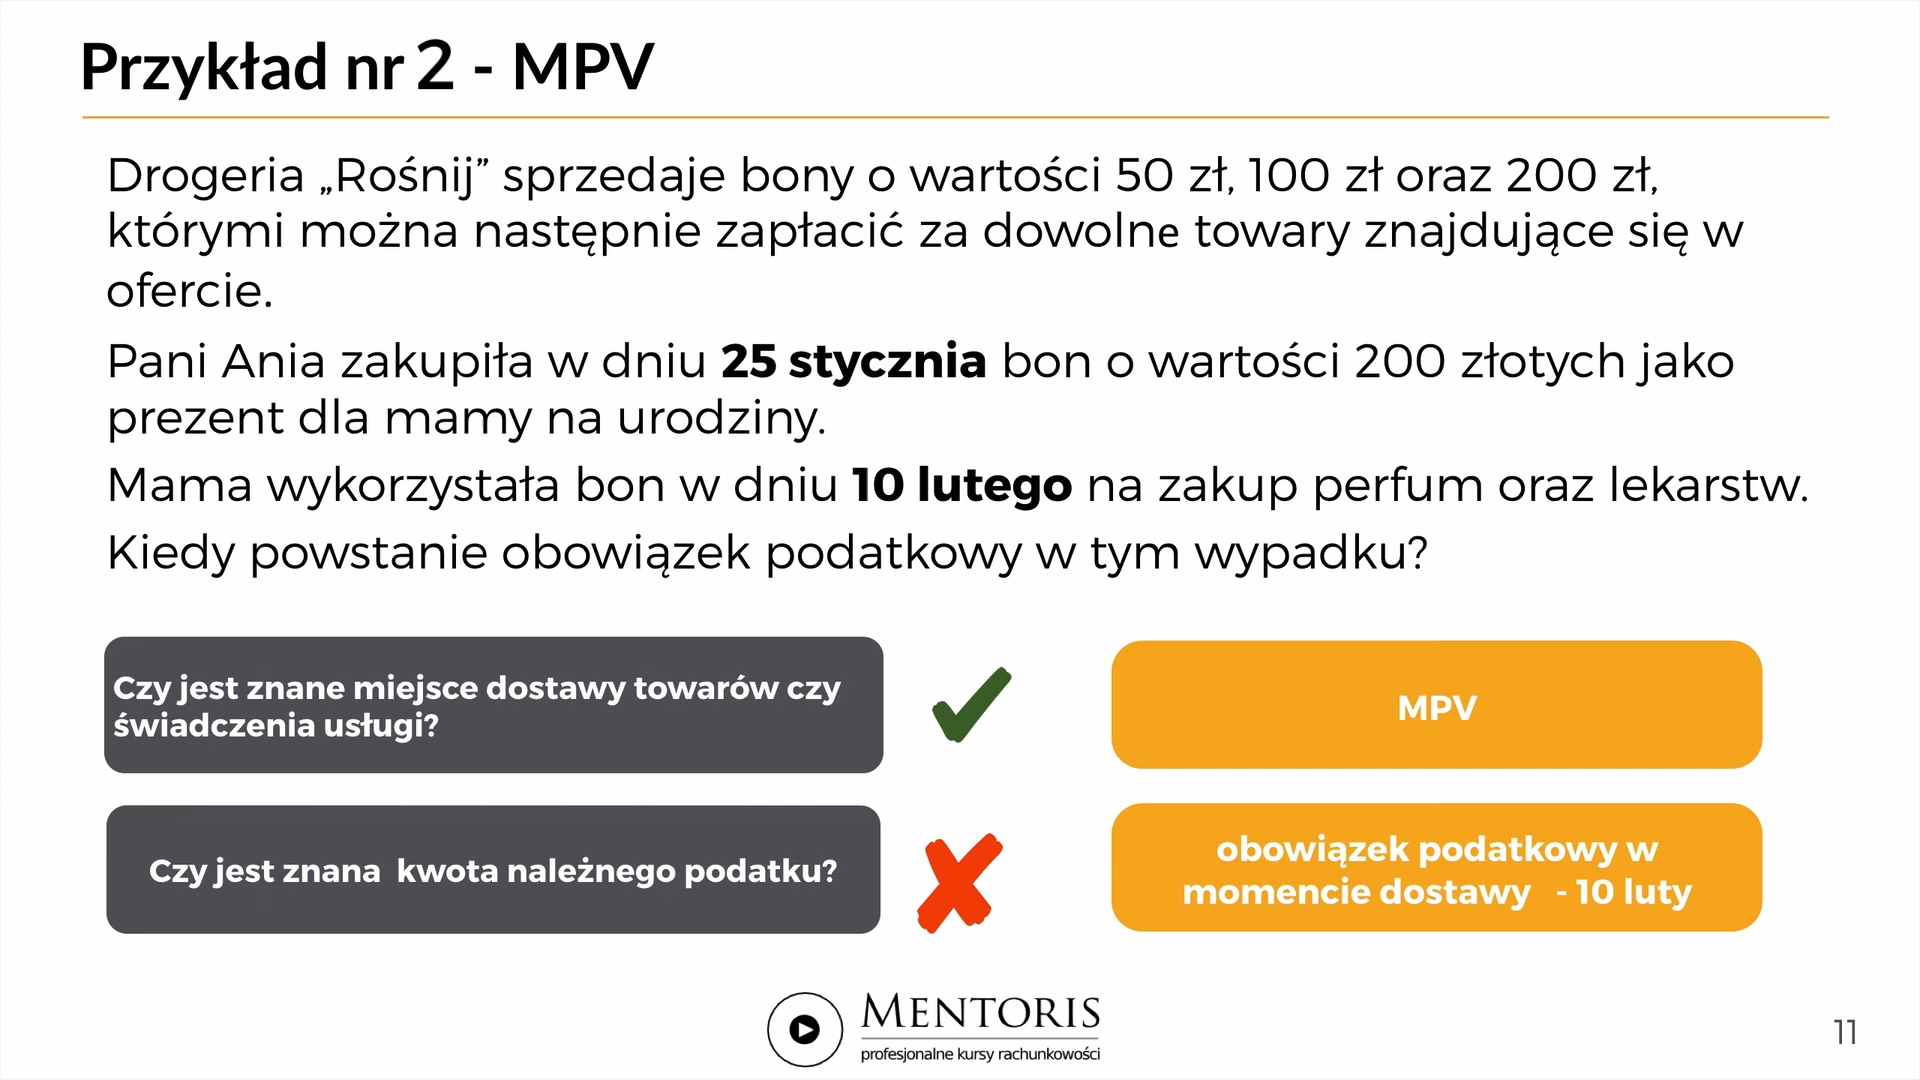 Przykład nr 2 - MPV
Drogeria „Rośnij” sprzedaje bony o wartości 50 zł, 100 zł oraz 200 zł,
którymi można następnie zapłacić za dowolne towary znajdujące się w
ofercie.
Pani Ania zakupiła w dniu 25 stycznia bon o wartości 200 złotych jako
prezent dla mamy na urodziny.
Mama wykorzystała bon w dniu 10 lutego na zakup perfum oraz lekarstw.
Kiedy powstanie obowiązek podatkowy w tym wypadku?
Czy jest znane miejsce dostawy towarów czy
świadczenia usługi?
MPV
Czy jest znana kwota należnego podatku?
obowiązek podatkowy w
momencie dostawy - 10 luty
MENTORIS
profesjonalne kursy rachunkowości
11